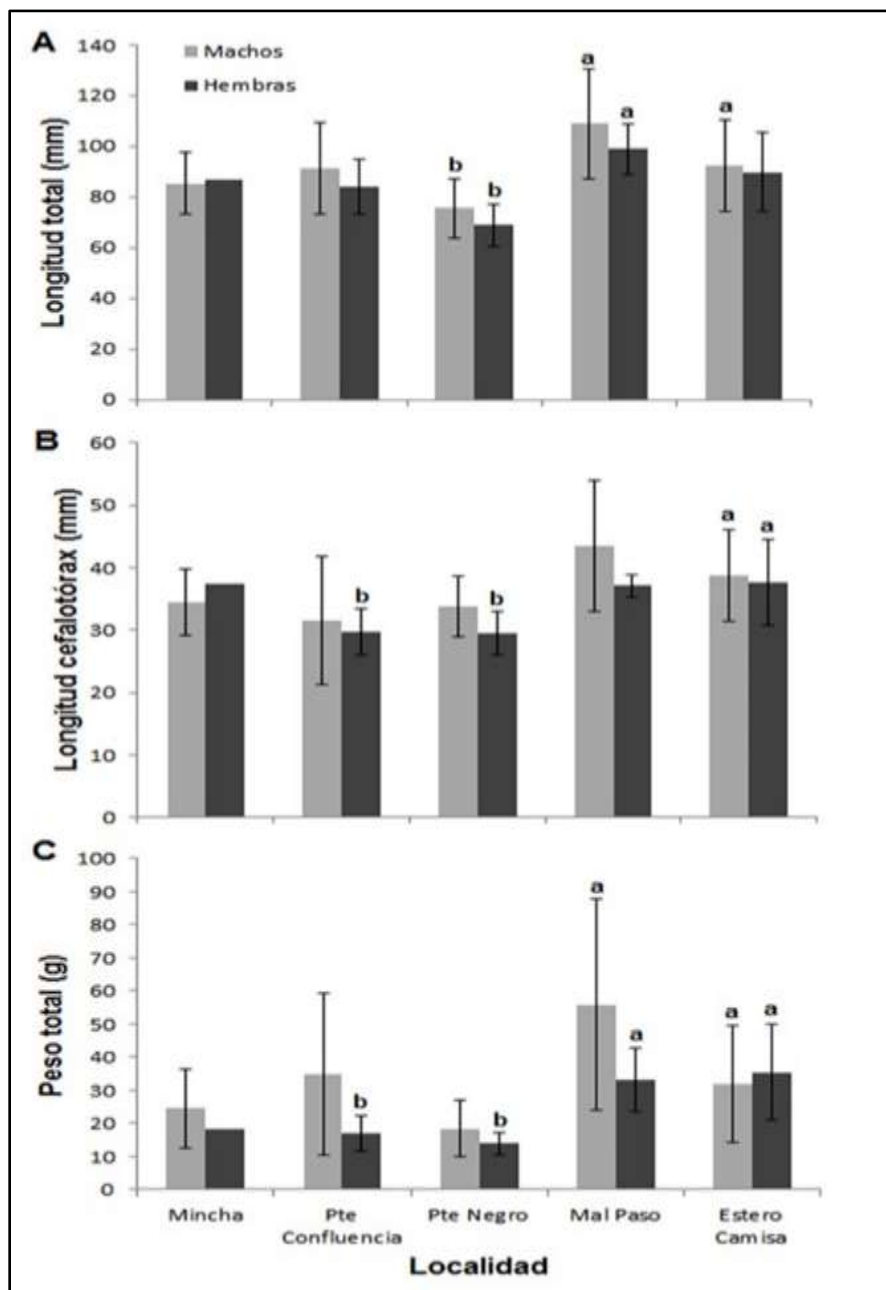 A
Machos
Hembras
Longitud total (mm)
140
120
100
80
60
40
20
0
b
b
a
a
a
B
Longitud cefalotórax (mm)
60
50
40
30
20
10
0
b
b
a
a
C
Peso total (g)
100
90
80
70
60
50
40
30
20
10
0
b
b
a
a
a
a
Mincha
Pte
Confluencia
Pte Negro
Mal Paso
Estero
Camisa
Localidad